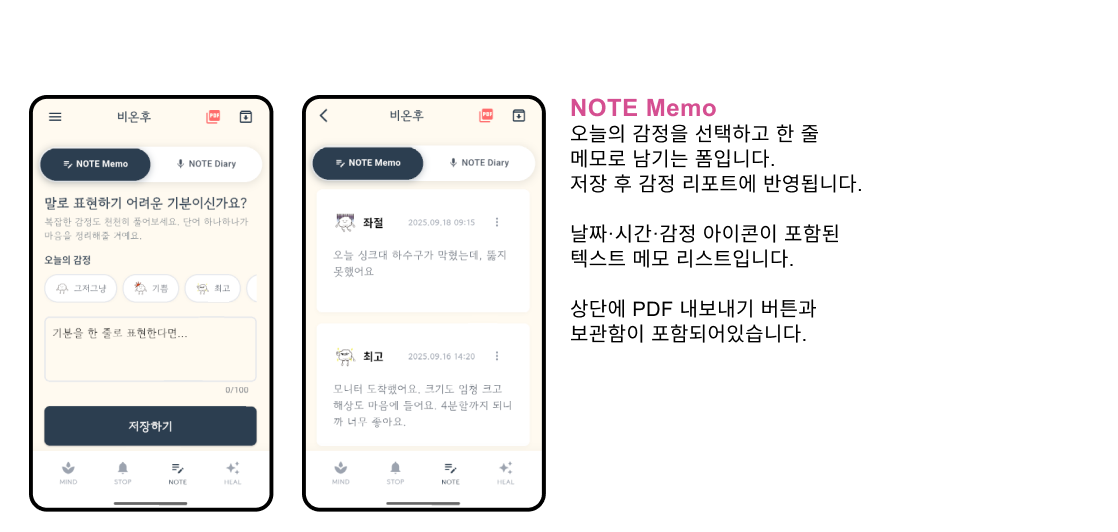 비온후
PDF
NOTE Memo
NOTE Diary
말로 표현하기 어려운 기분이신가요?
복잡한 감정도 천천히 풀어보세요. 단어 하나하나가
마음을 정리해줄 거예요.
오늘의 감정
그저그냥
기쁨
최고
기분을 한 줄로 표현한다면...
0/100
저장하기
MIND
STOP
NOTE
HEAL
비온후
PDF
NOTE Memo
NOTE Diary
좌절
2025.09.18 09:15
오늘 싱크대 하수구가 막혔는데, 뚫지
못했어요
최고
2025.09.16 14:20
모니터 도착했어요. 크기도 엄청 크고
해상도 마음에 들어요. 4분할까지 되니
까 너무 좋아요.
MIND
STOP
NOTE
HEAL
NOTE Memo
오늘의 감정을 선택하고 한 줄
메모로 남기는 폼입니다.
저장 후 감정 리포트에 반영됩니다.
날짜·시간·감정 아이콘이 포함된
텍스트 메모 리스트입니다.
상단에 PDF 내보내기 버튼과
보관함이 포함되어있습니다.